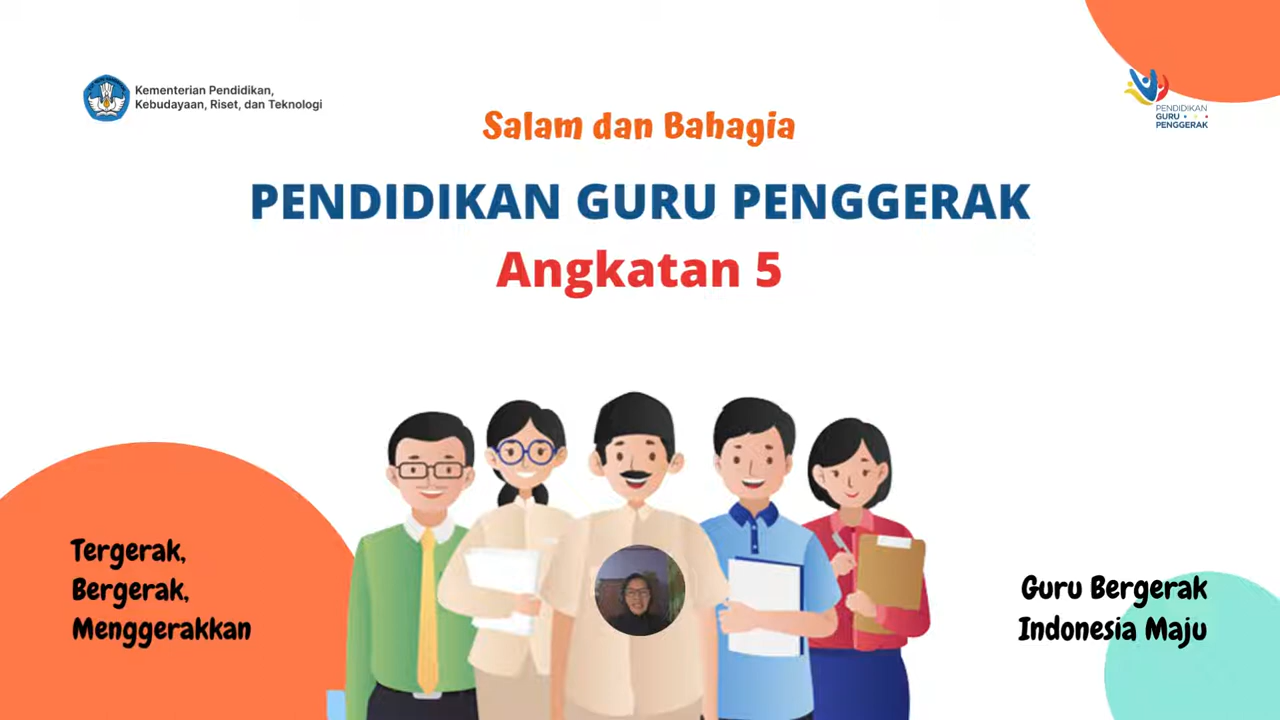 Kementerian Pendidikan,
Kebudayaan, Riset, dan Teknologi
PENDIDIKAN
GURU
PENGGERAK
Salam dan Bahagia
PENDIDIKAN GURU PENGGERAK
Angkatan 5
Tergerak,
Bergerak,
Menggerakkan
Guru Bergerak
Indonesia Maju